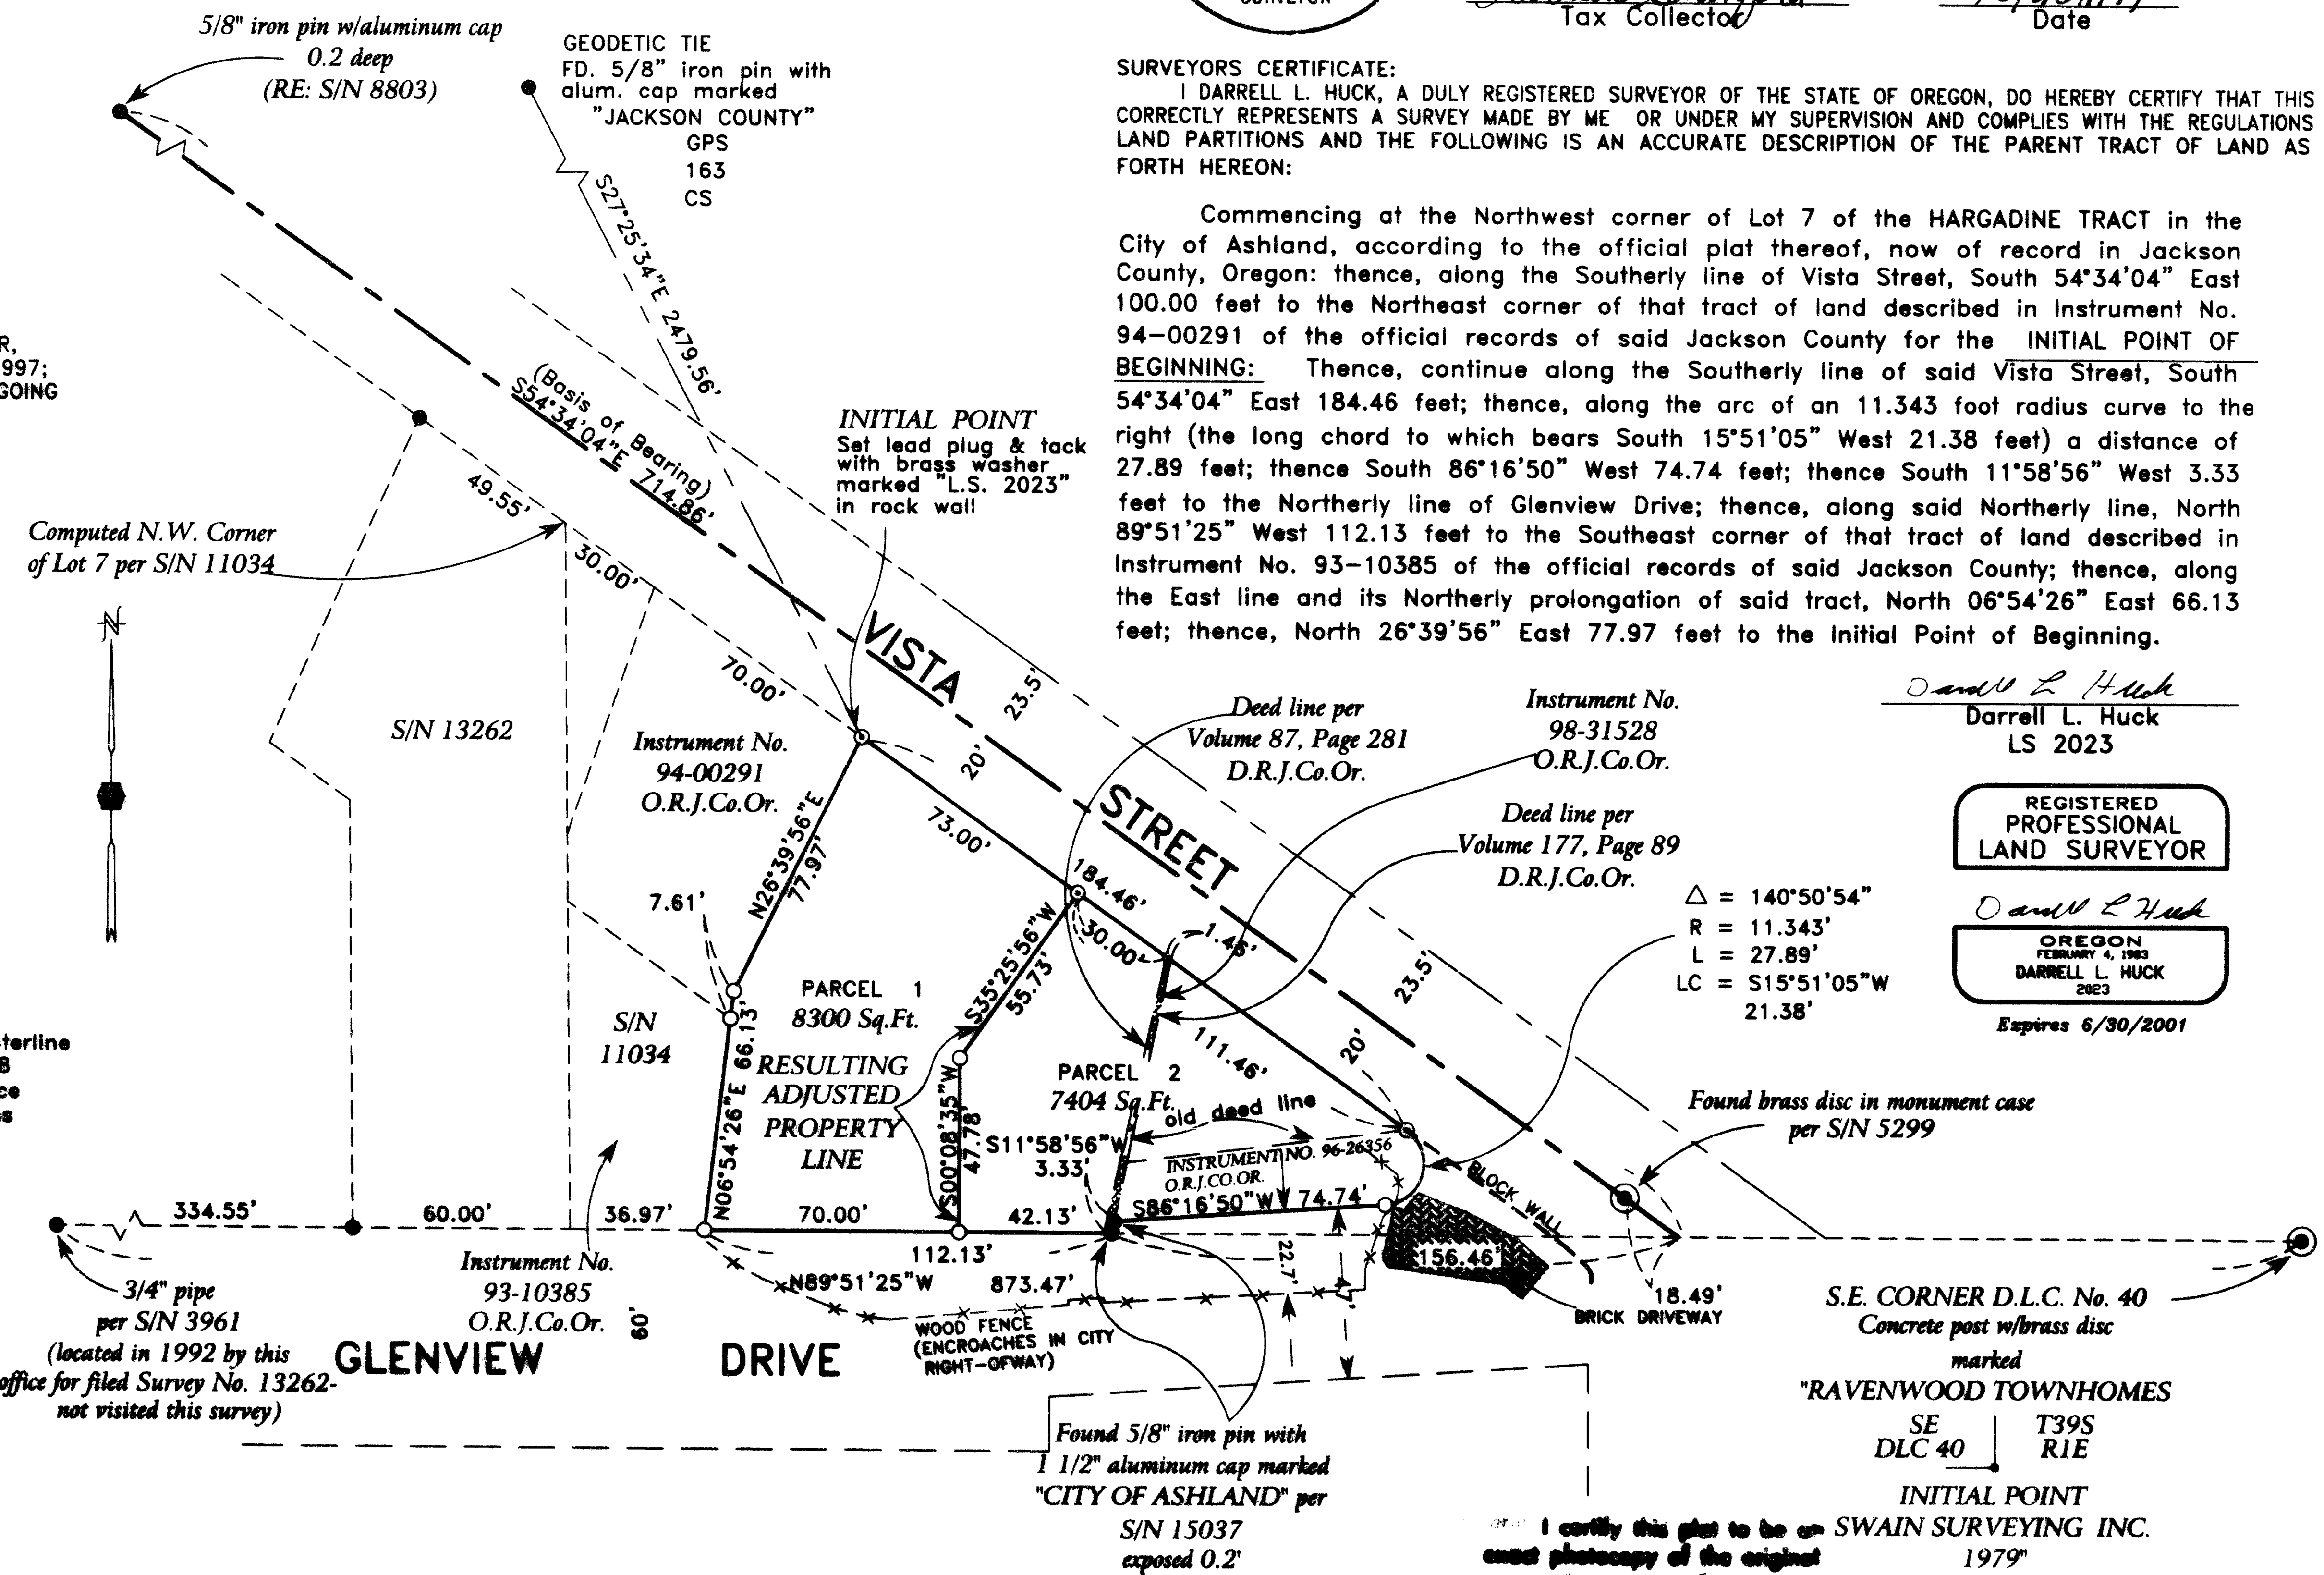 SURVEYOR
Tax Collector
Date
5/8" iron pin w/aluminum cap
0.2 deep
(RE: S/N 8803)
GEODETIC TIE
FD. 5/8" iron pin with
alum. cap marked
"JACKSON COUNTY"
GPS
163
CS
S27°25'34"E 2479.56'
SURVEYORS CERTIFICATE:
I DARRELL L. HUCK, A DULY REGISTERED SURVEYOR OF THE STATE OF OREGON, DO HEREBY CERTIFY THAT THIS
CORRECTLY REPRESENTS A SURVEY MADE BY ME OR UNDER MY SUPERVISION AND COMPLIES WITH THE REGULATIONS
LAND PARTITIONS AND THE FOLLOWING IS AN ACCURATE DESCRIPTION OF THE PARENT TRACT OF LAND AS
FORTH HEREON:
Commencing at the Northwest corner of Lot 7 of the HARGADINE TRACT in the
City of Ashland, according to the official plat thereof, now of record in Jackson
County, Oregon: thence, along the Southerly line of Vista Street, South 54°34'04" East
100.00 feet to the Northeast corner of that tract of land described in Instrument No.
94-00291 of the official records of said Jackson County for the INITIAL POINT OF
BEGINNING: Thence, continue along the Southerly line of said Vista Street, South
54°34'04" East 184.46 feet; thence, along the arc of an 11.343 foot radius curve to the
right (the long chord to which bears South 15°51'05" West 21.38 feet) a distance of
27.89 feet; thence South 86°16'50" West 74.74 feet; thence South 11°58'56" West 3.33
feet to the Northerly line of Glenview Drive; thence, along said Northerly line, North
89°51'25" West 112.13 feet to the Southeast corner of that tract of land described in
Instrument No. 93-10385 of the official records of said Jackson County; thence, along
the East line and its Northerly prolongation of said tract, North 06°54'26" East 66.13
feet; thence, North 26°39'56" East 77.97 feet to the Initial Point of Beginning.
Darrell L Huck
Darrell L. Huck
LS 2023
REGISTERED
PROFESSIONAL
LAND SURVEYOR
Darrell L Huck
OREGON
FEBRUARY 4, 1983
DARRELL L. HUCK
2023
Expires 6/30/2001
R,
997;
GOING
(Basis of Bearing)
S54°34'04"E 714.86'
INITIAL POINT
Set lead plug & tack
with brass washer
marked "L.S. 2023"
in rock wall
49.55'
Computed N.W. Corner
of Lot 7 per S/N 11034
30.00'
70.00'
N
VISTA
STREET
23.5'
20'
S/N 13262
Instrument No.
94-00291
O.R.J.Co.Or.
Deed line per
Volume 87, Page 281
D.R.J.Co.Or.
Instrument No.
98-31528
O.R.J.Co.Or.
Deed line per
Volume 177, Page 89
D.R.J.Co.Or.
73.00'
184.46'
30.00'
1.46'
23.5'
20'
111.46'
Δ = 140°50'54"
R = 11.343'
L = 27.89'
LC = S15°51'05"W
21.38'
N26°39'56"E
77.97'
7.61'
S35°25'56"W
55.73'
PARCEL 1
8300 Sq.Ft.
S/N
11034
N06°54'26"E 66.13'
RESULTING
ADJUSTED
PROPERTY
LINE
S00°08'35"W
47.78'
PARCEL 2
7404 Sq.Ft.
old deed line
S11°58'56"W
3.33'
INSTRUMENT NO. 96-26356
O.R.J.CO.OR.
S86°16'50"W 74.74'
BLOCK WALL
Found brass disc in monument case
per S/N 5299
terline
8
ce
s
334.55'
60.00'
36.97'
70.00'
42.13'
112.13'
N89°51'25"W
873.47'
22.7'
47'
156.46'
18.49'
BRICK DRIVEWAY
3/4" pipe
per S/N 3961
(located in 1992 by this
office for filed Survey No. 13262-
not visited this survey)
Instrument No.
93-10385
O.R.J.Co.Or.
60'
GLENVIEW DRIVE
WOOD FENCE
(ENCROACHES IN CITY
RIGHT-OFWAY)
Found 5/8" iron pin with
1 1/2" aluminum cap marked
"CITY OF ASHLAND" per
S/N 15037
exposed 0.2'
S.E. CORNER D.L.C. No. 40
Concrete post w/brass disc
marked
"RAVENWOOD TOWNHOMES
SE T39S
DLC 40 R1E
INITIAL POINT
SWAIN SURVEYING INC.
1979"
I certify this plat to be an
exact photocopy of the original